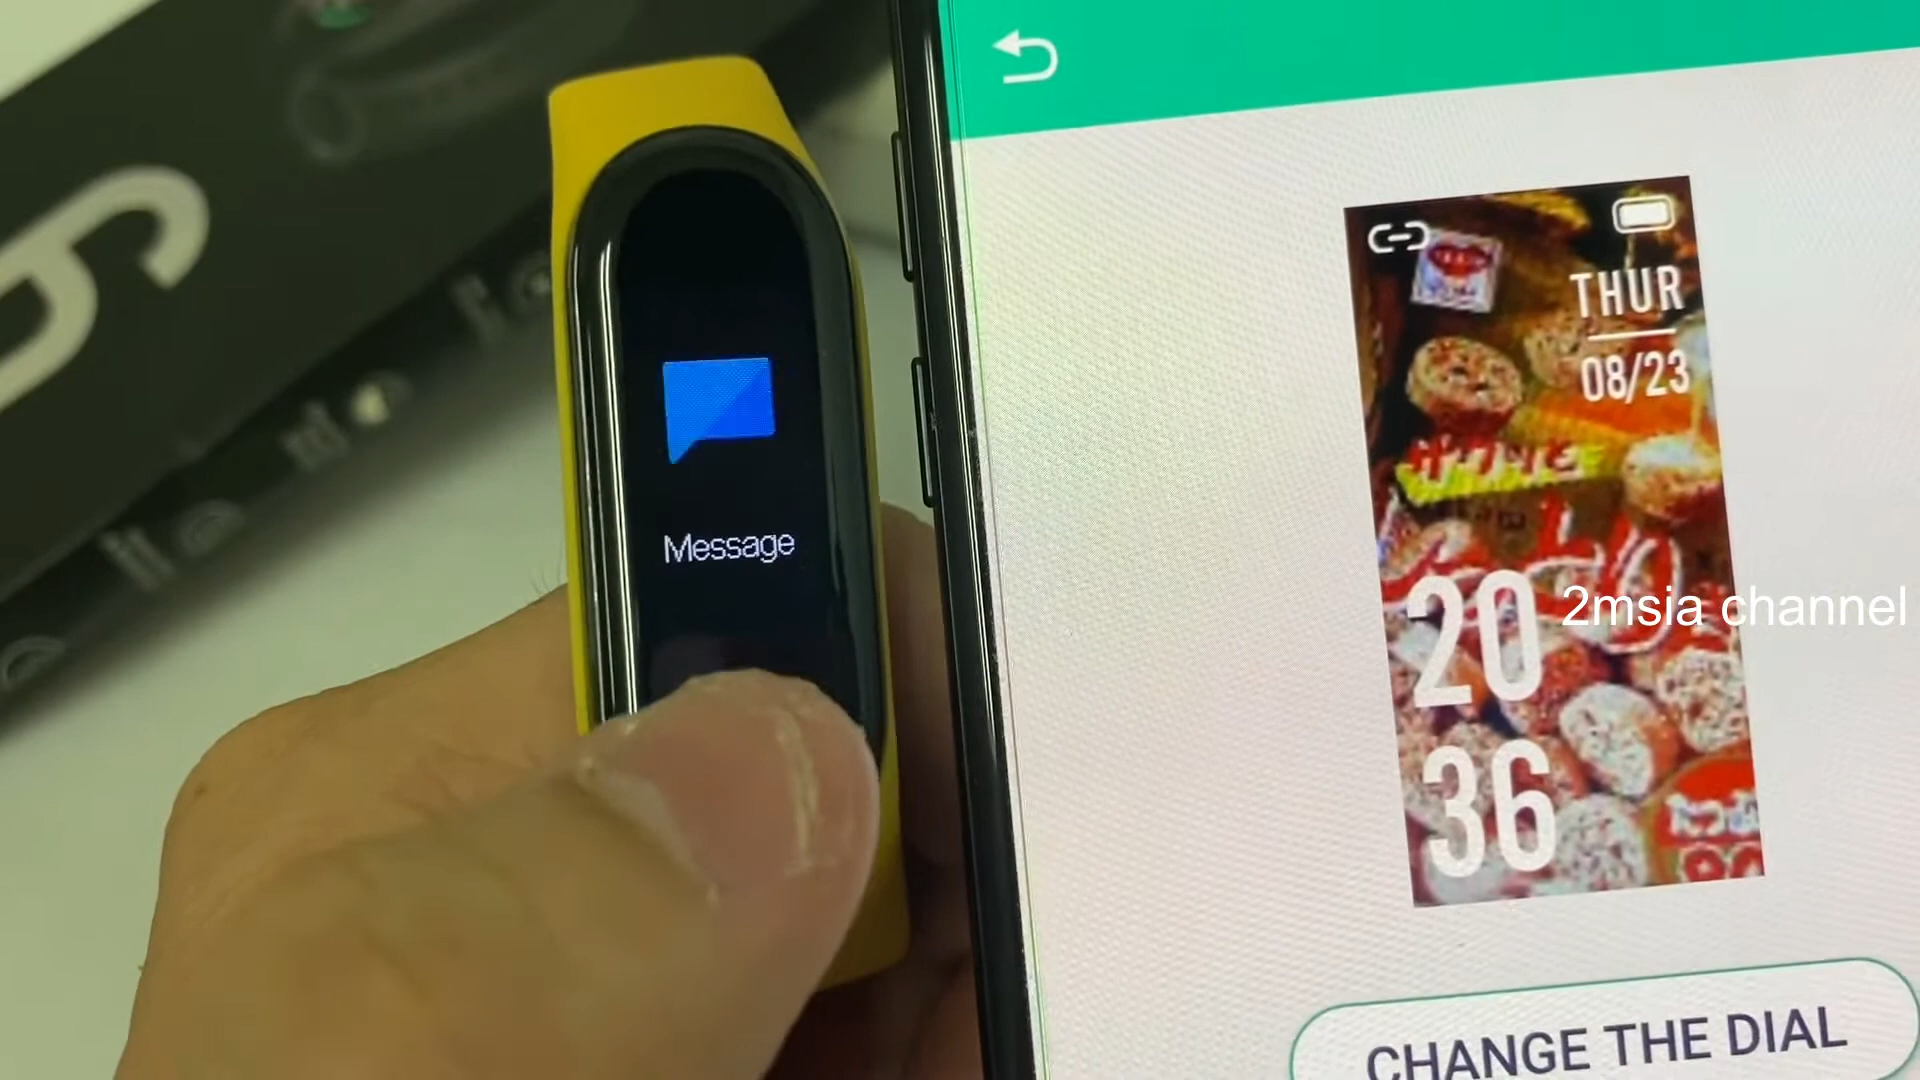 Message
THUR
08/23
20
36
2msia channel
CHANGE THE DIAL